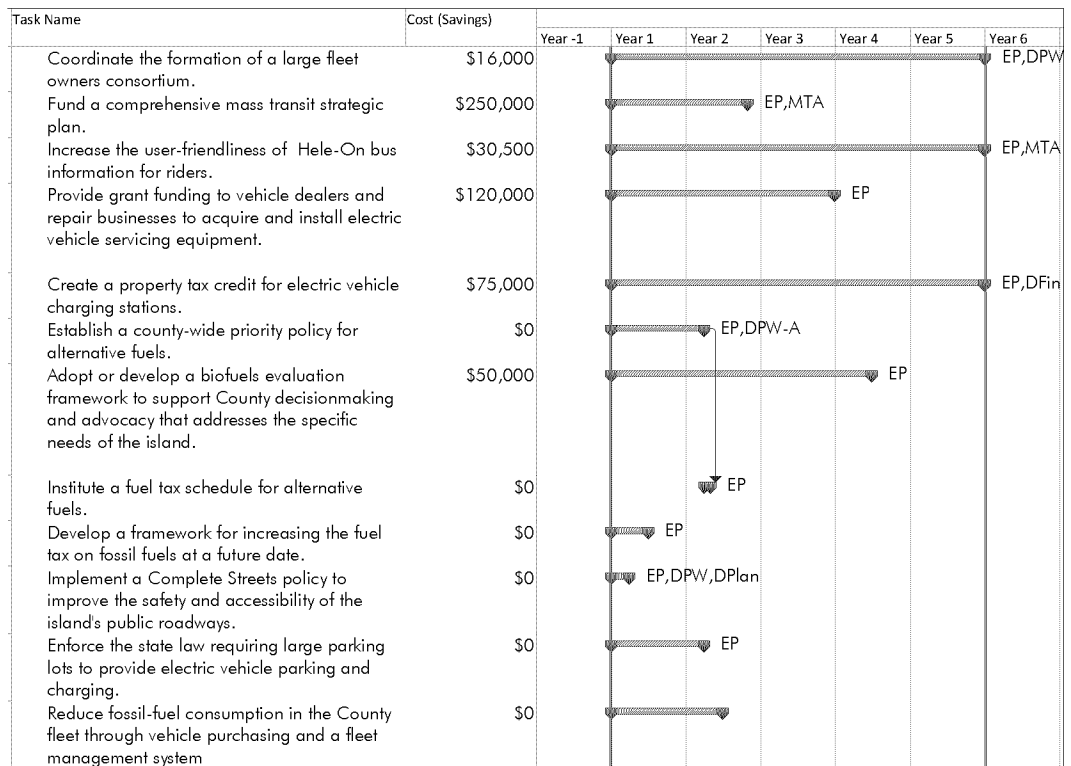 Task Name Cost (Savings)
Year -1 Year 1 Year 2 Year 3 Year 4 Year 5 Year 6
Coordinate the formation of a large fleet $16,000 EP,DPW
owners consortium.
Fund a comprehensive mass transit strategic $250,000 EP,MTA
plan.
Increase the user-friendliness of Hele-On bus $30,500 EP,MTA
information for riders.
Provide grant funding to vehicle dealers and $120,000 EP
repair businesses to acquire and install electric
vehicle servicing equipment.
Create a property tax credit for electric vehicle $75,000 EP,DFin
charging stations.
Establish a county-wide priority policy for $0 EP,DPW-A
alternative fuels.
Adopt or develop a biofuels evaluation $50,000 EP
framework to support County decisionmaking
and advocacy that addresses the specific
needs of the island.
Institute a fuel tax schedule for alternative $0 EP
fuels.
Develop a framework for increasing the fuel $0 EP
tax on fossil fuels at a future date.
Implement a Complete Streets policy to $0 EP,DPW,DPlan
improve the safety and accessibility of the
island's public roadways.
Enforce the state law requiring large parking $0 EP
lots to provide electric vehicle parking and
charging.
Reduce fossil-fuel consumption in the County $0
fleet through vehicle purchasing and a fleet
management system